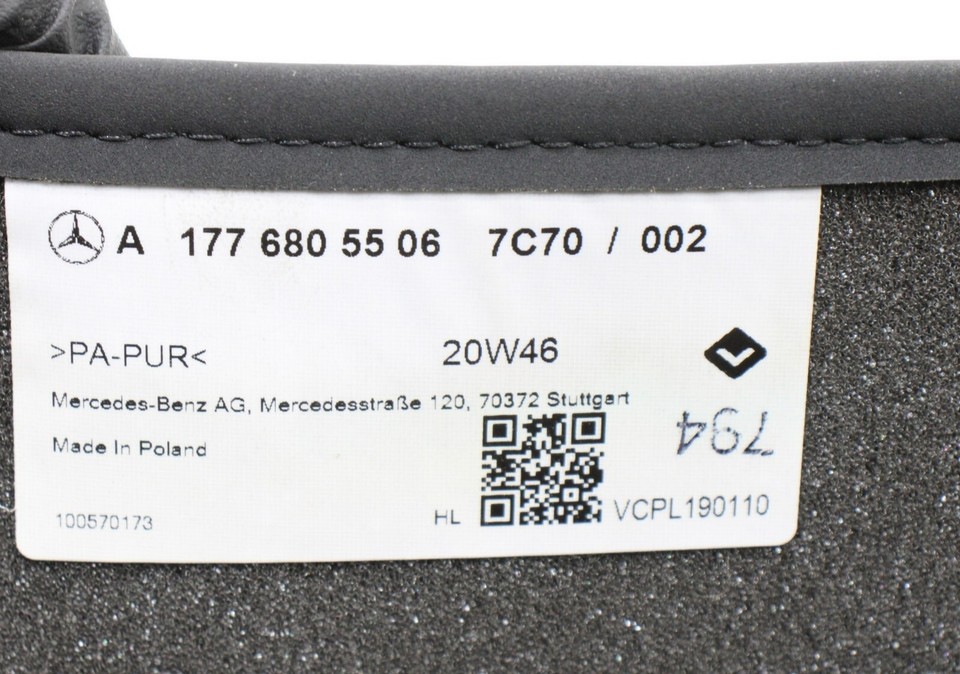 A 177 680 55 06 7C70 / 002
>PA-PUR< 20W46
Mercedes-Benz AG, Mercedesstraße 120, 70372 Stuttgart
794
Made In Poland
100570173 HL VCPL190110